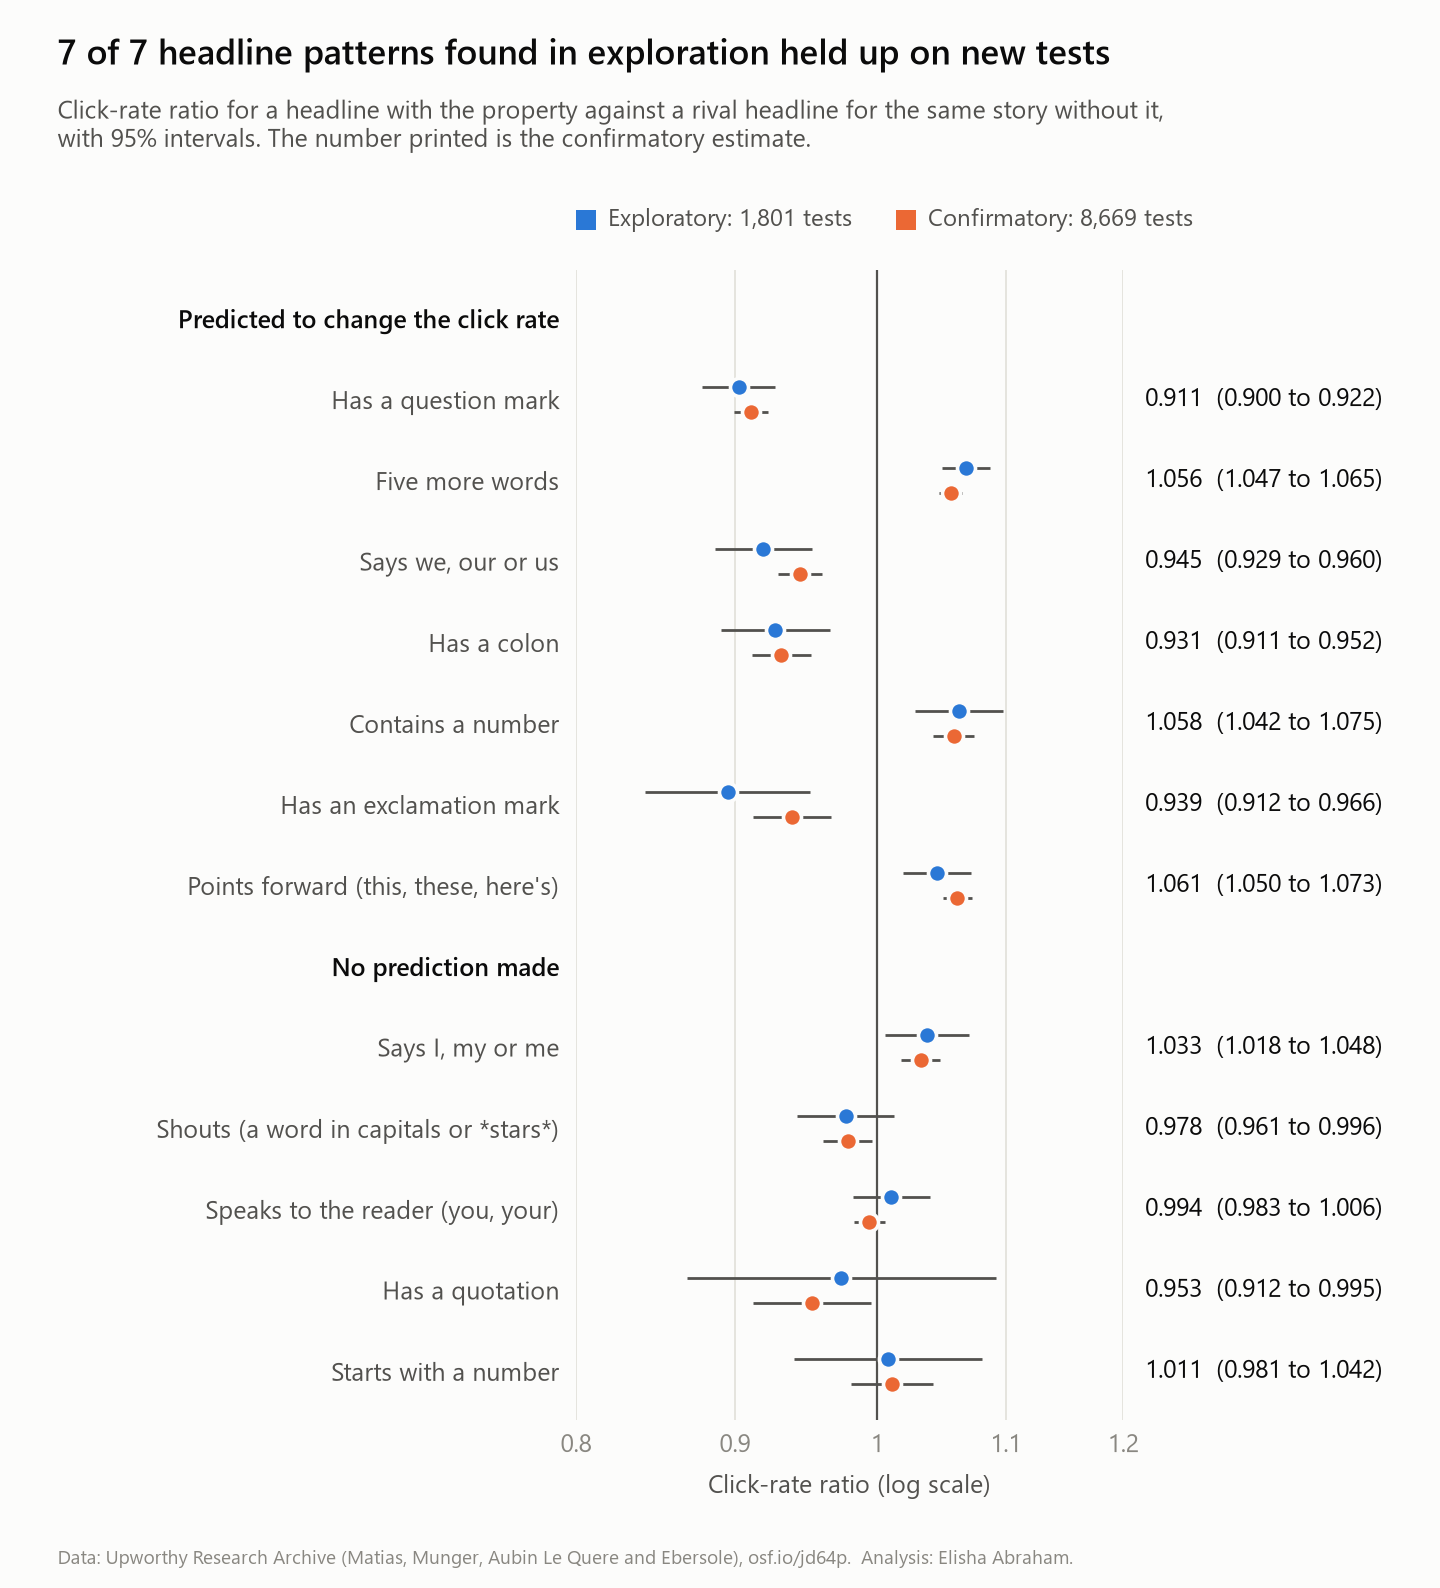 7 of 7 headline patterns found in exploration held up on new tests
Click-rate ratio for a headline with the property against a rival headline for the same story without it,
with 95% intervals. The number printed is the confirmatory estimate.
Exploratory: 1,801 tests Confirmatory: 8,669 tests
Predicted to change the click rate
Has a question mark 0.911 (0.900 to 0.922)
Five more words 1.056 (1.047 to 1.065)
Says we, our or us 0.945 (0.929 to 0.960)
Has a colon 0.931 (0.911 to 0.952)
Contains a number 1.058 (1.042 to 1.075)
Has an exclamation mark 0.939 (0.912 to 0.966)
Points forward (this, these, here's) 1.061 (1.050 to 1.073)
No prediction made
Says I, my or me 1.033 (1.018 to 1.048)
Shouts (a word in capitals or *stars*) 0.978 (0.961 to 0.996)
Speaks to the reader (you, your) 0.994 (0.983 to 1.006)
Has a quotation 0.953 (0.912 to 0.995)
Starts with a number 1.011 (0.981 to 1.042)
0.8 0.9 1 1.1 1.2
Click-rate ratio (log scale)
Data: Upworthy Research Archive (Matias, Munger, Aubin Le Quere and Ebersole), osf.io/jd64p. Analysis: Elisha Abraham.